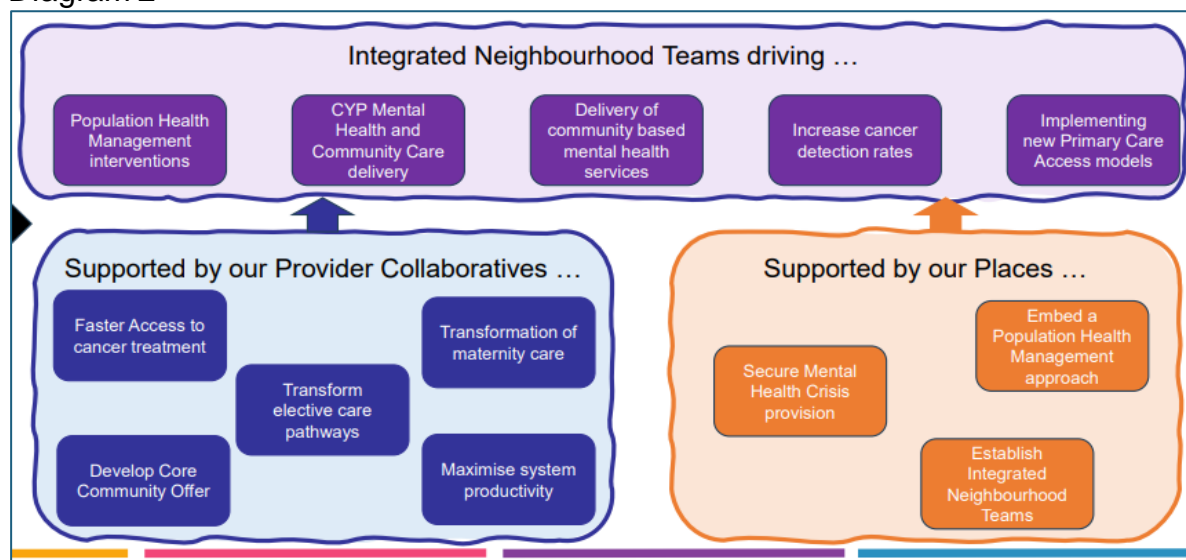 Integrated Neighbourhood Teams driving …
Population Health
Management
interventions
CYP Mental
Health and
Community Care
delivery
Delivery of
community based
mental health
services
Increase cancer
detection rates
Implementing
new Primary Care
Access models
Supported by our Provider Collaboratives …
Faster Access to
cancer treatment
Transformation of
maternity care
Transform
elective care
pathways
Develop Core
Community Offer
Maximise system
productivity
Supported by our Places …
Embed a
Population Health
Management
approach
Secure Mental
Health Crisis
provision
Establish
Integrated
Neighbourhood
Teams